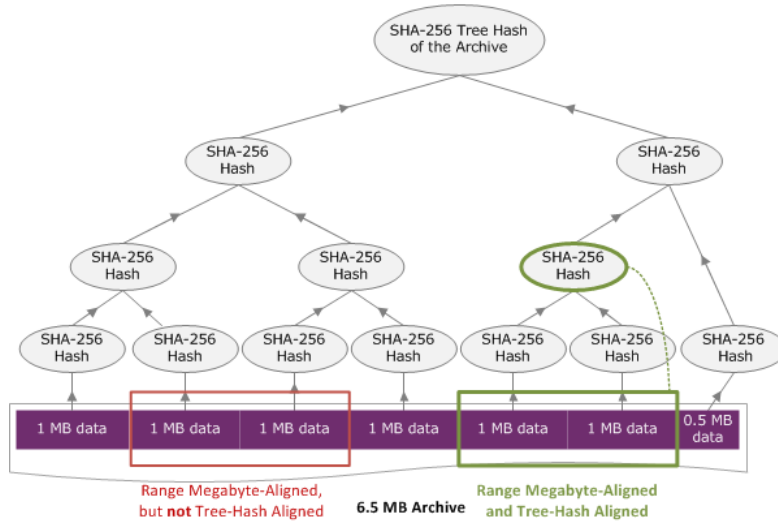 SHA-256 Tree Hash
of the Archive
SHA-256
Hash
SHA-256
Hash
SHA-256
Hash
SHA-256
Hash
SHA-256
Hash
SHA-256
Hash
SHA-256
Hash
SHA-256
Hash
SHA-256
Hash
SHA-256
Hash
SHA-256
Hash
SHA-256
Hash
1 MB data
1 MB data
1 MB data
1 MB data
1 MB data
1 MB data
0.5 MB
data
Range Megabyte-Aligned,
but not Tree-Hash Aligned
6.5 MB Archive
Range Megabyte-Aligned
and Tree-Hash Aligned